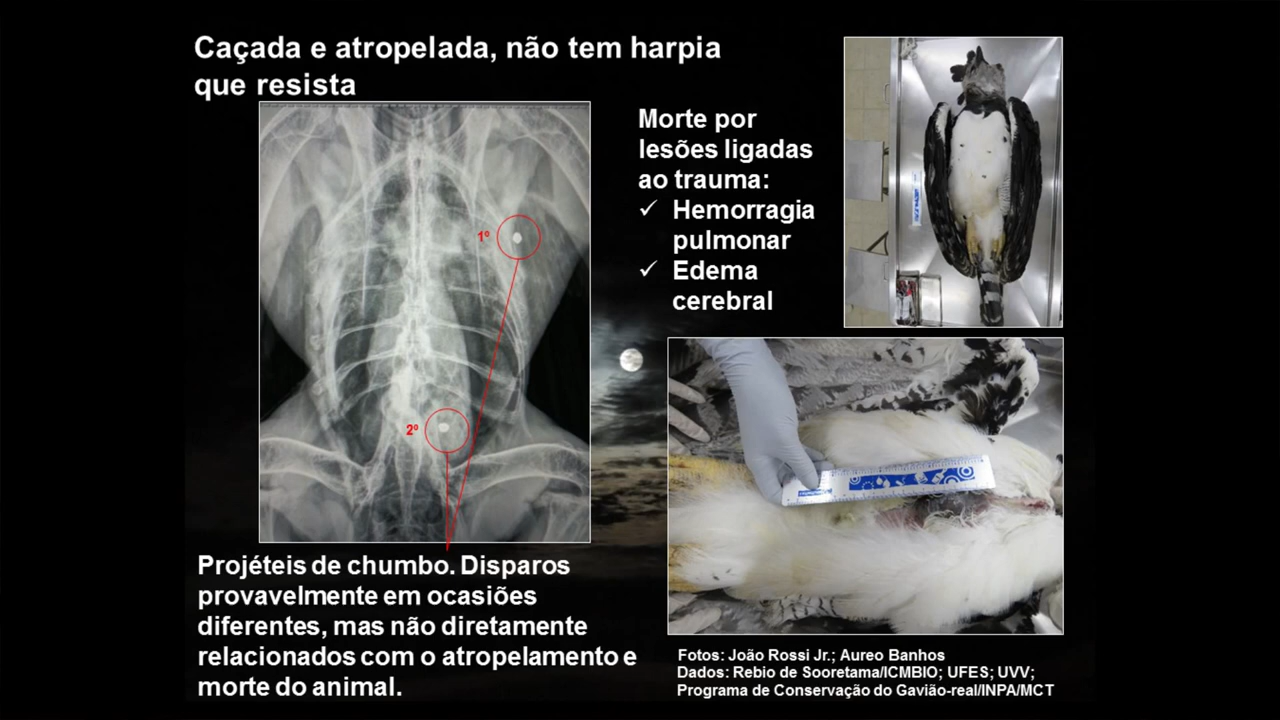 Caçada e atropelada, não tem harpia
que resista
Morte por
lesões ligadas
ao trauma:
✓ Hemorragia
pulmonar
✓ Edema
cerebral
1º
2º
Projéteis de chumbo. Disparos
provavelmente em ocasiões
diferentes, mas não diretamente
relacionados com o atropelamento e
morte do animal.
Fotos: João Rossi Jr.; Aureo Banhos
Dados: Rebio de Sooretama/ICMBIO; UFES; UVV;
Programa de Conservação do Gavião-real/INPA/MCT